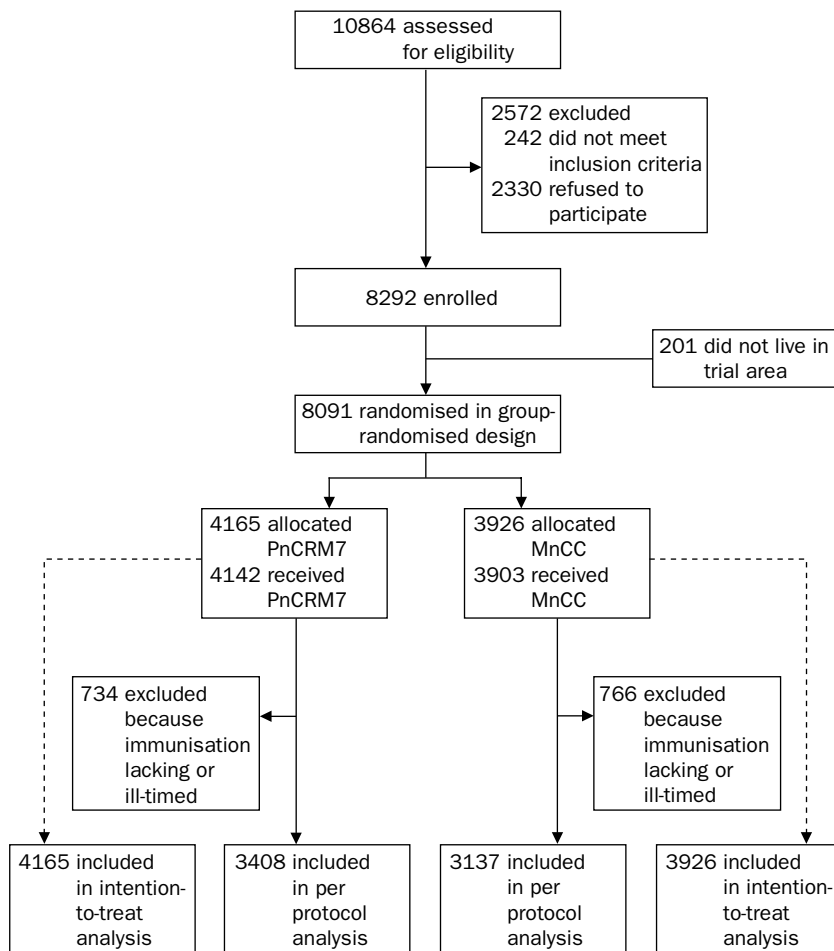 10864 assessed
for eligibility
2572 excluded
242 did not meet
inclusion criteria
2330 refused to
participate
8292 enrolled
201 did not live in
trial area
8091 randomised in group-
randomised design
4165 allocated
PnCRM7
4142 received
PnCRM7
3926 allocated
MnCC
3903 received
MnCC
734 excluded
because
immunisation
lacking or
ill-timed
766 excluded
because
immunisation
lacking or
ill-timed
4165 included
in intention-
to-treat
analysis
3408 included
in per
protocol
analysis
3137 included
in per
protocol
analysis
3926 included
in intention-
to-treat
analysis